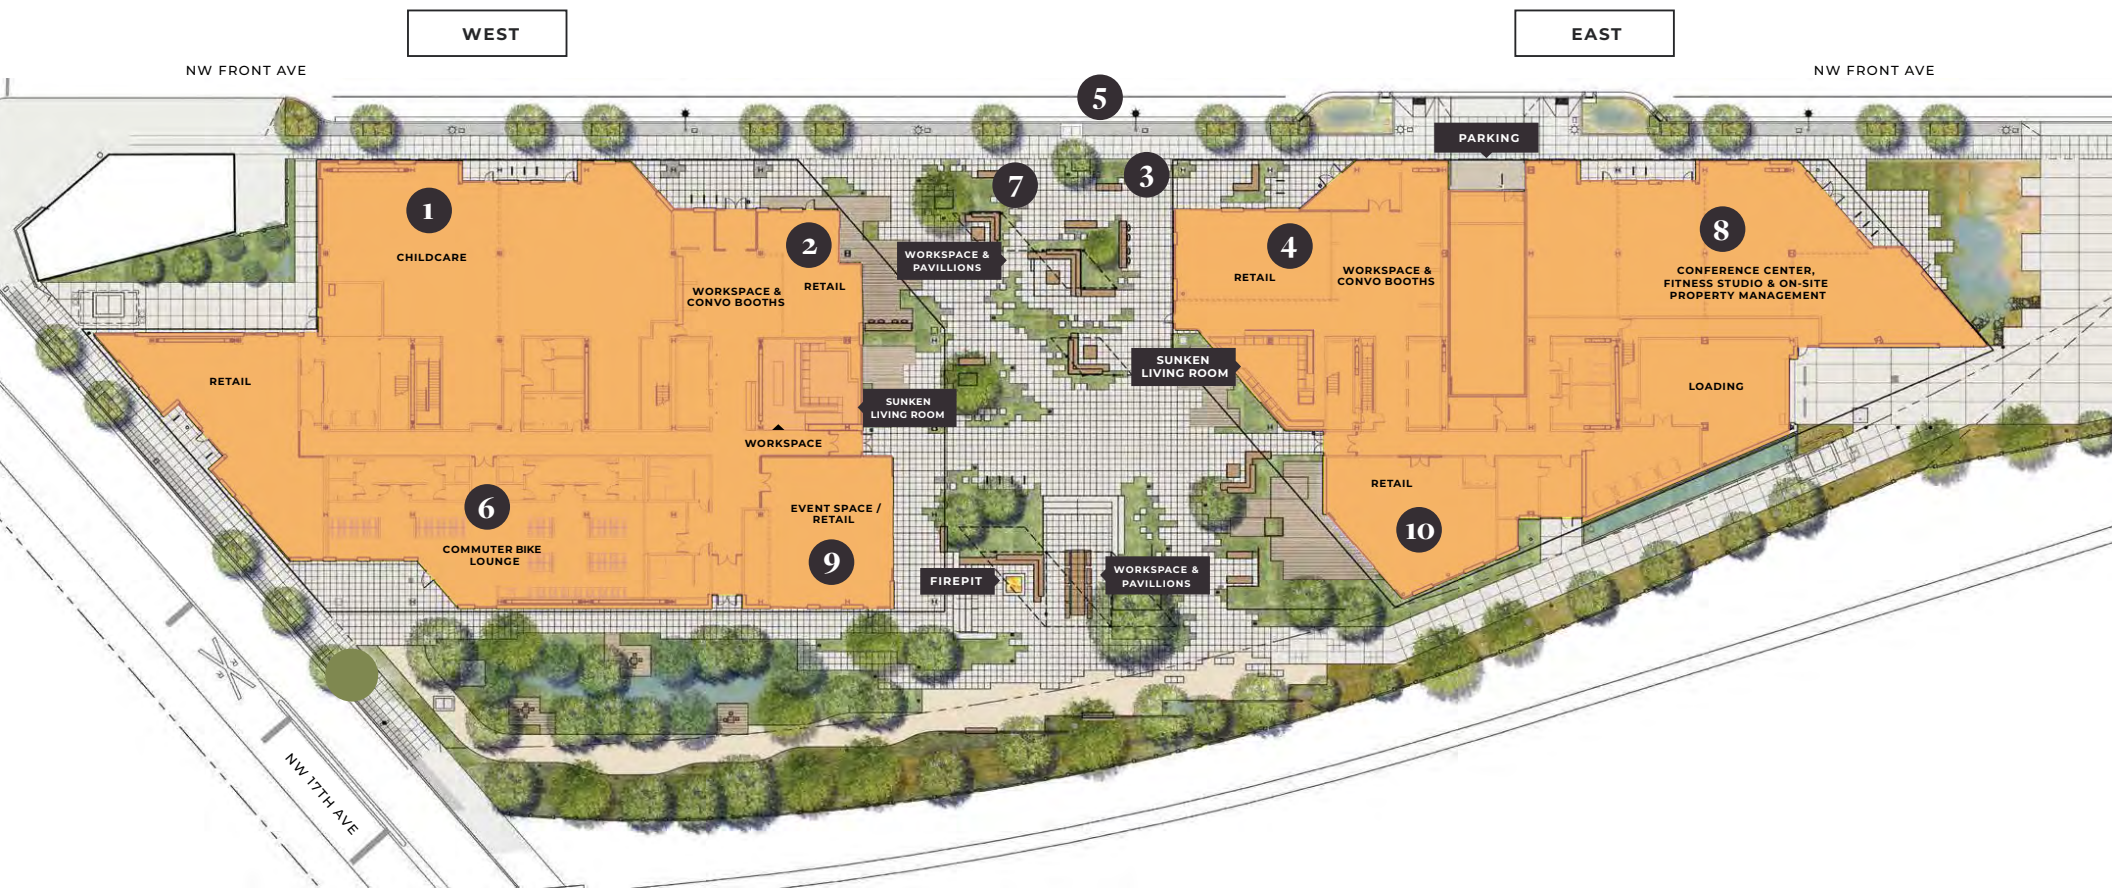 WEST
EAST
NW FRONT AVE
NW FRONT AVE
5
PARKING
7
3
1
CHILDCARE
2
RETAIL
WORKSPACE &
CONVO BOOTHS
WORKSPACE &
PAVILLIONS
4
RETAIL
WORKSPACE &
CONVO BOOTHS
8
CONFERENCE CENTER,
FITNESS STUDIO & ON-SITE
PROPERTY MANAGEMENT
RETAIL
SUNKEN
LIVING ROOM
SUNKEN
LIVING ROOM
LOADING
WORKSPACE
6
COMMUTER BIKE
LOUNGE
EVENT SPACE /
RETAIL
9
RETAIL
10
FIREPIT
WORKSPACE &
PAVILLIONS
R
R
NW 17TH AVE